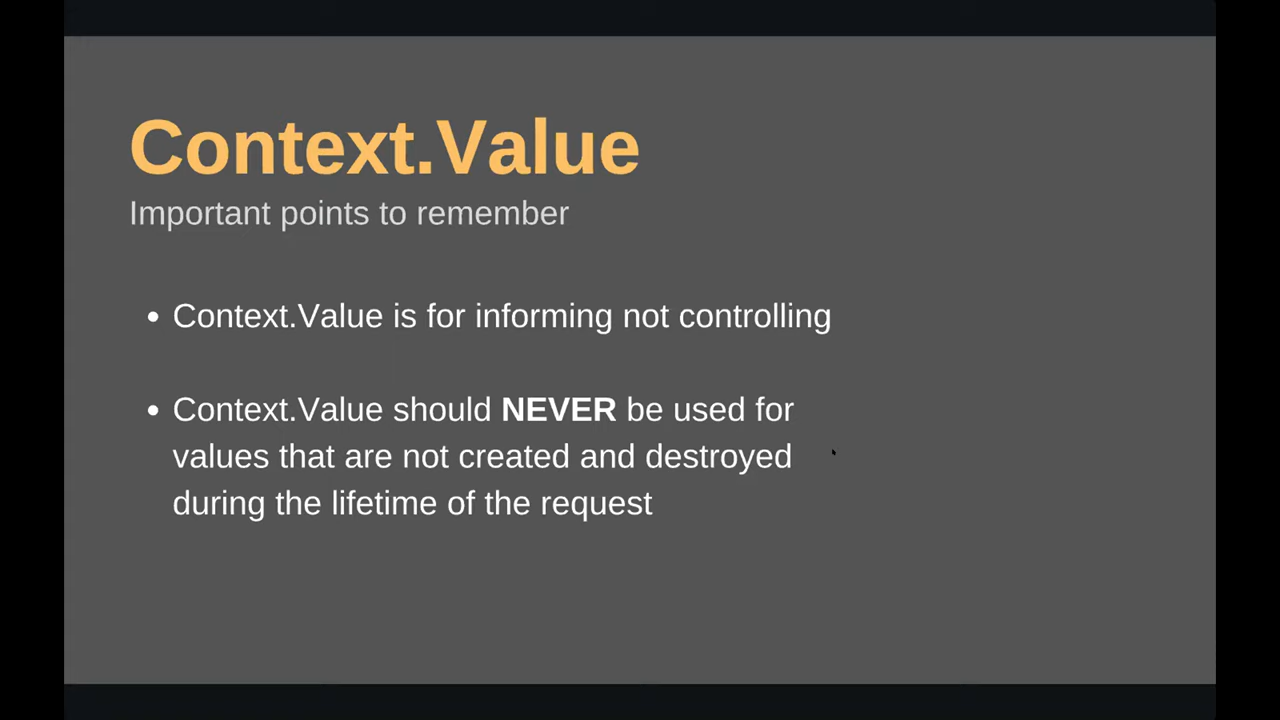 Context.Value
Important points to remember
• Context.Value is for informing not controlling
• Context.Value should NEVER be used for
values that are not created and destroyed
during the lifetime of the request